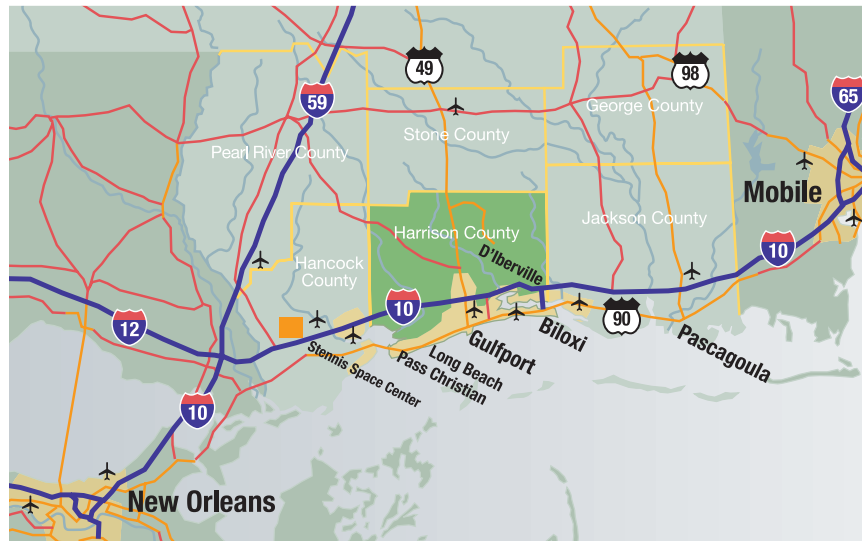 49
98
59
65
George County
Stone County
Pearl River County
Mobile
Harrison County
Jackson County
D'Iberville
Hancock
County
10
10
12
90
Biloxi
Gulfport
Pascagoula
Stennis Space Center
Long Beach
Pass Christian
10
New Orleans